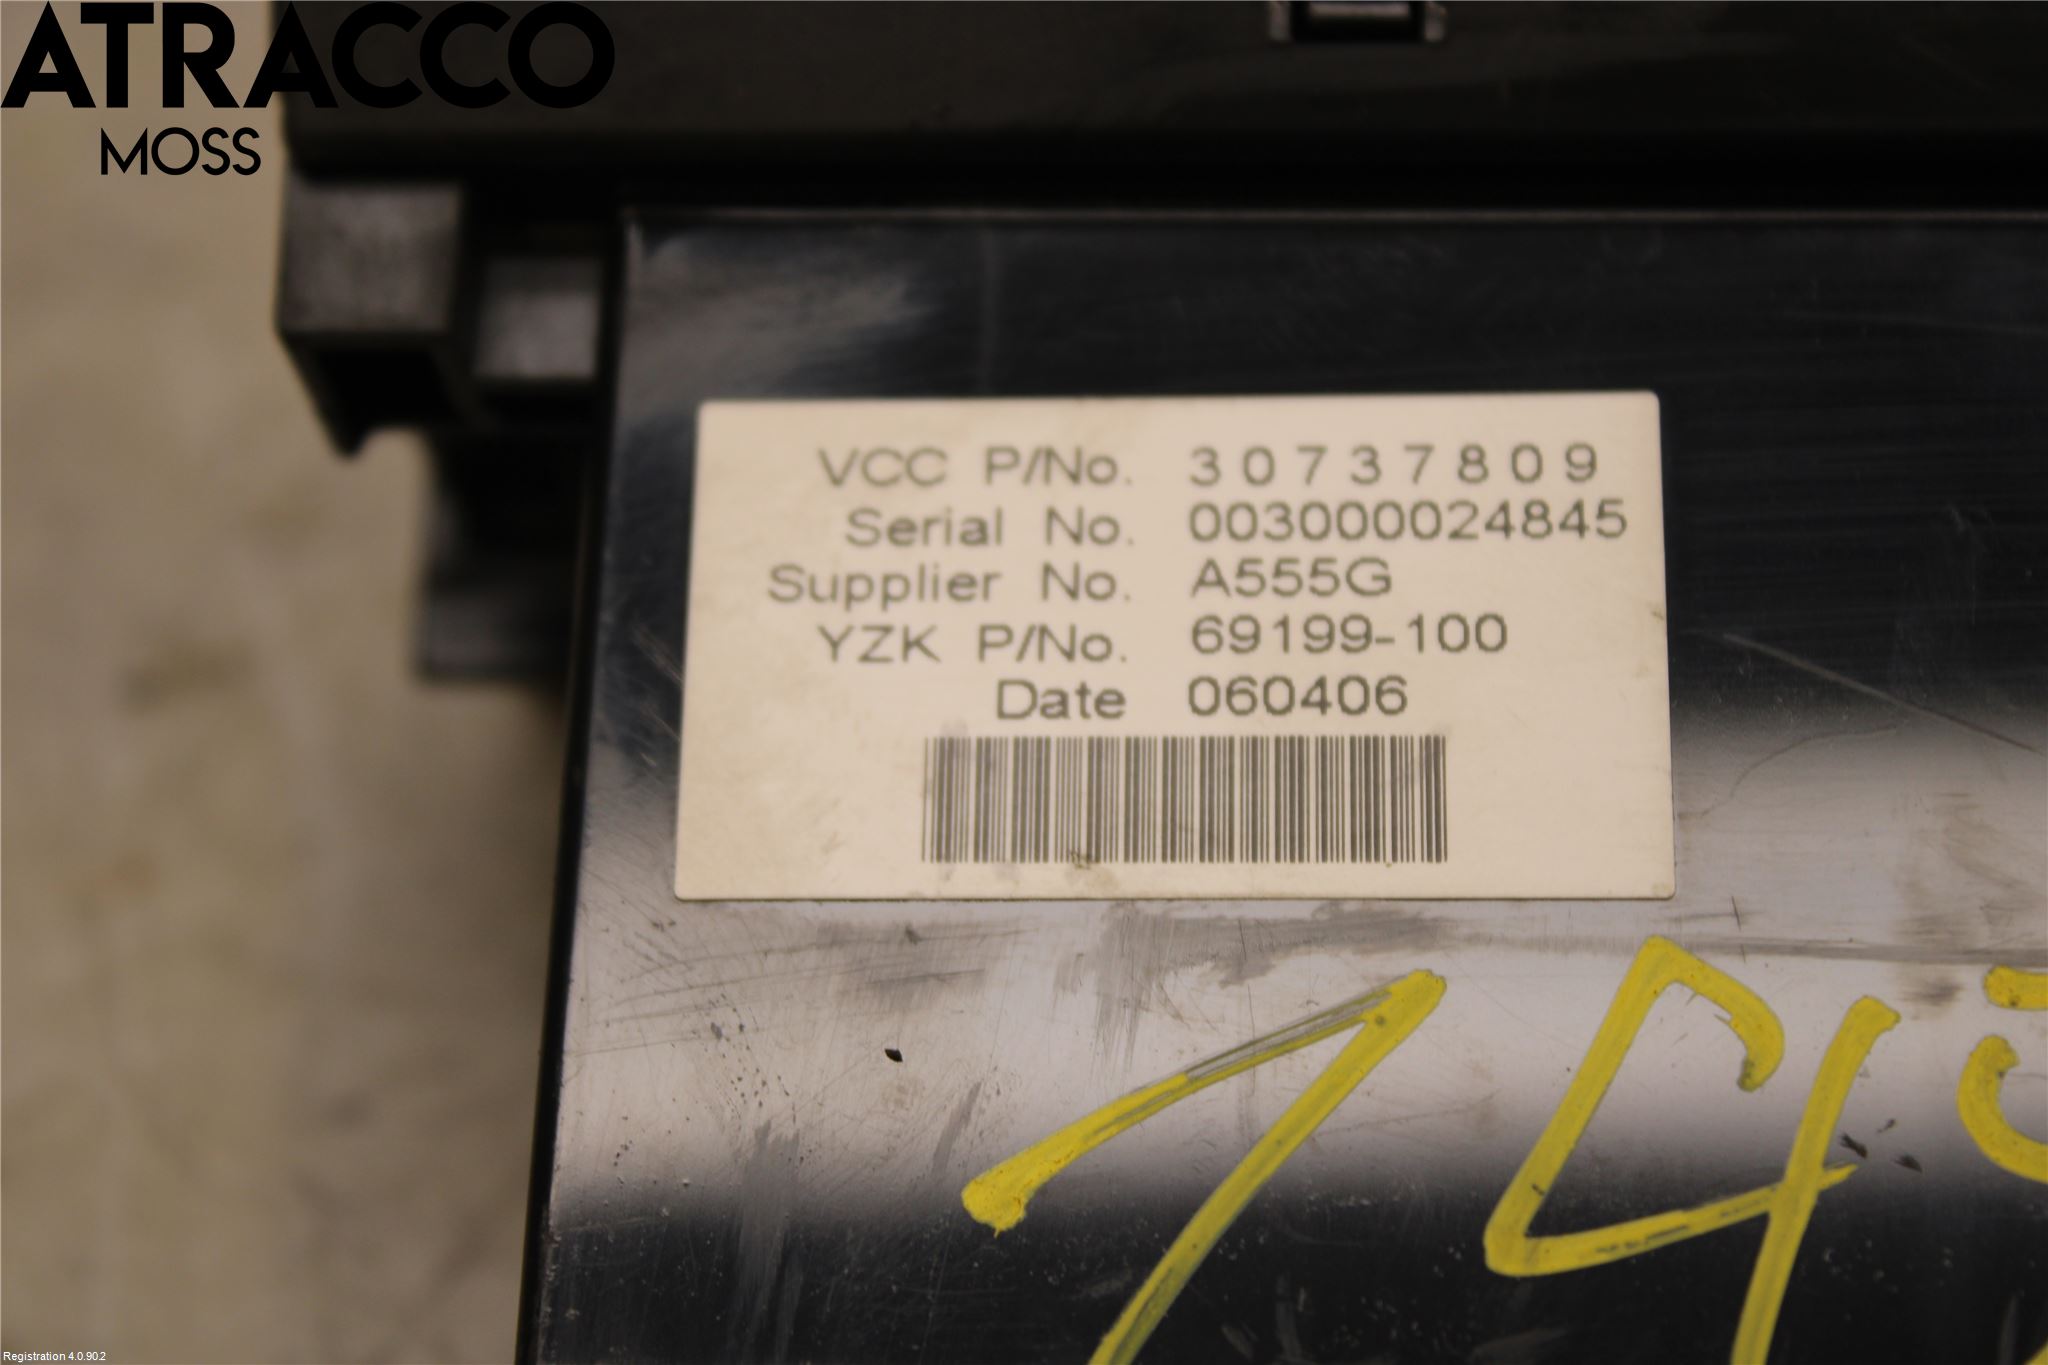 ATRACCO
MOSS
VCC P/No. 30737809
Serial No. 003000024845
Supplier No. A555G
YZK P/No. 69199-100
Date 060406
14
Registration 4.0.90.2